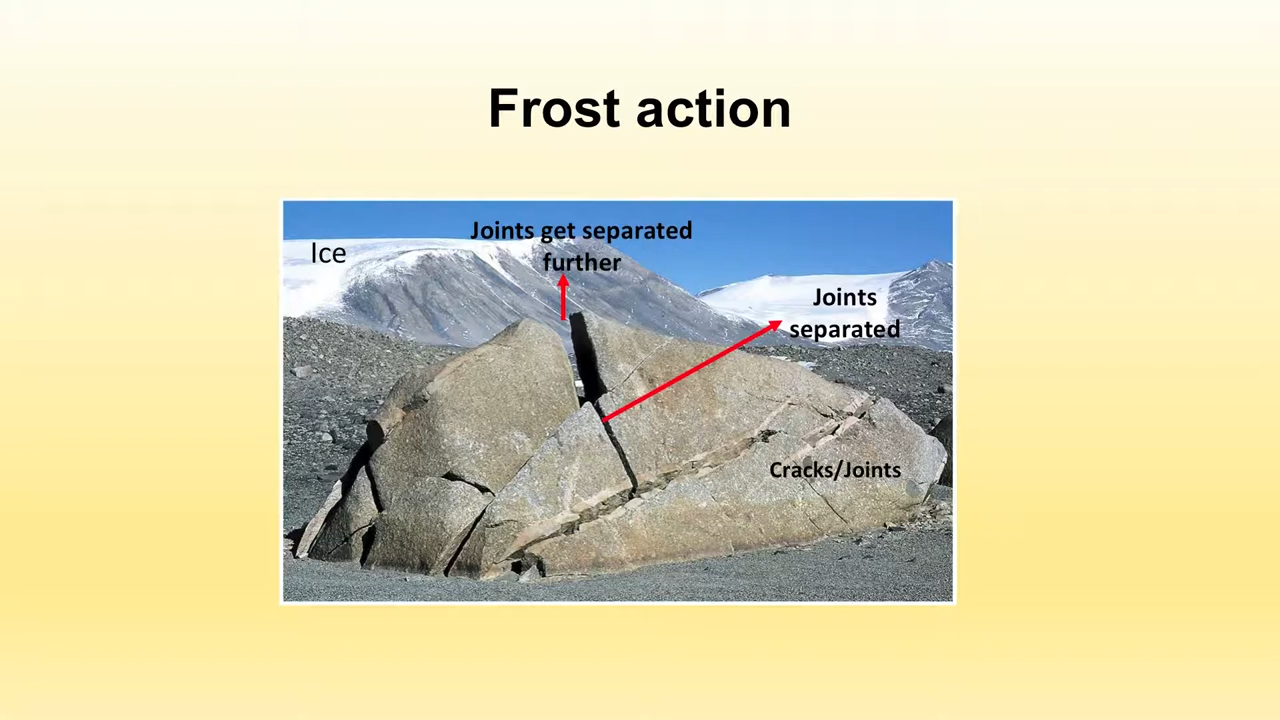 Frost action
Joints get separated
further
Ice
Joints
separated
Cracks/Joints